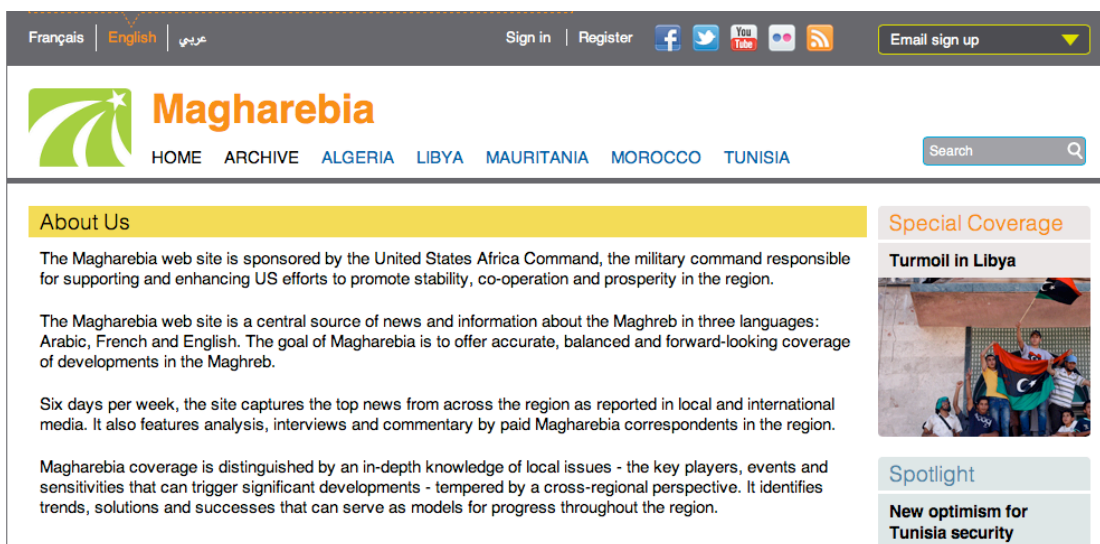 Français English عربي Sign in Register You Tube Email sign up
Magharebia
HOME ARCHIVE ALGERIA LIBYA MAURITANIA MOROCCO TUNISIA Search
About Us
The Magharebia web site is sponsored by the United States Africa Command, the military command responsible
for supporting and enhancing US efforts to promote stability, co-operation and prosperity in the region.
The Magharebia web site is a central source of news and information about the Maghreb in three languages:
Arabic, French and English. The goal of Magharebia is to offer accurate, balanced and forward-looking coverage
of developments in the Maghreb.
Six days per week, the site captures the top news from across the region as reported in local and international
media. It also features analysis, interviews and commentary by paid Magharebia correspondents in the region.
Magharebia coverage is distinguished by an in-depth knowledge of local issues - the key players, events and
sensitivities that can trigger significant developments - tempered by a cross-regional perspective. It identifies
trends, solutions and successes that can serve as models for progress throughout the region.
Special Coverage
Turmoil in Libya
Spotlight
New optimism for
Tunisia security